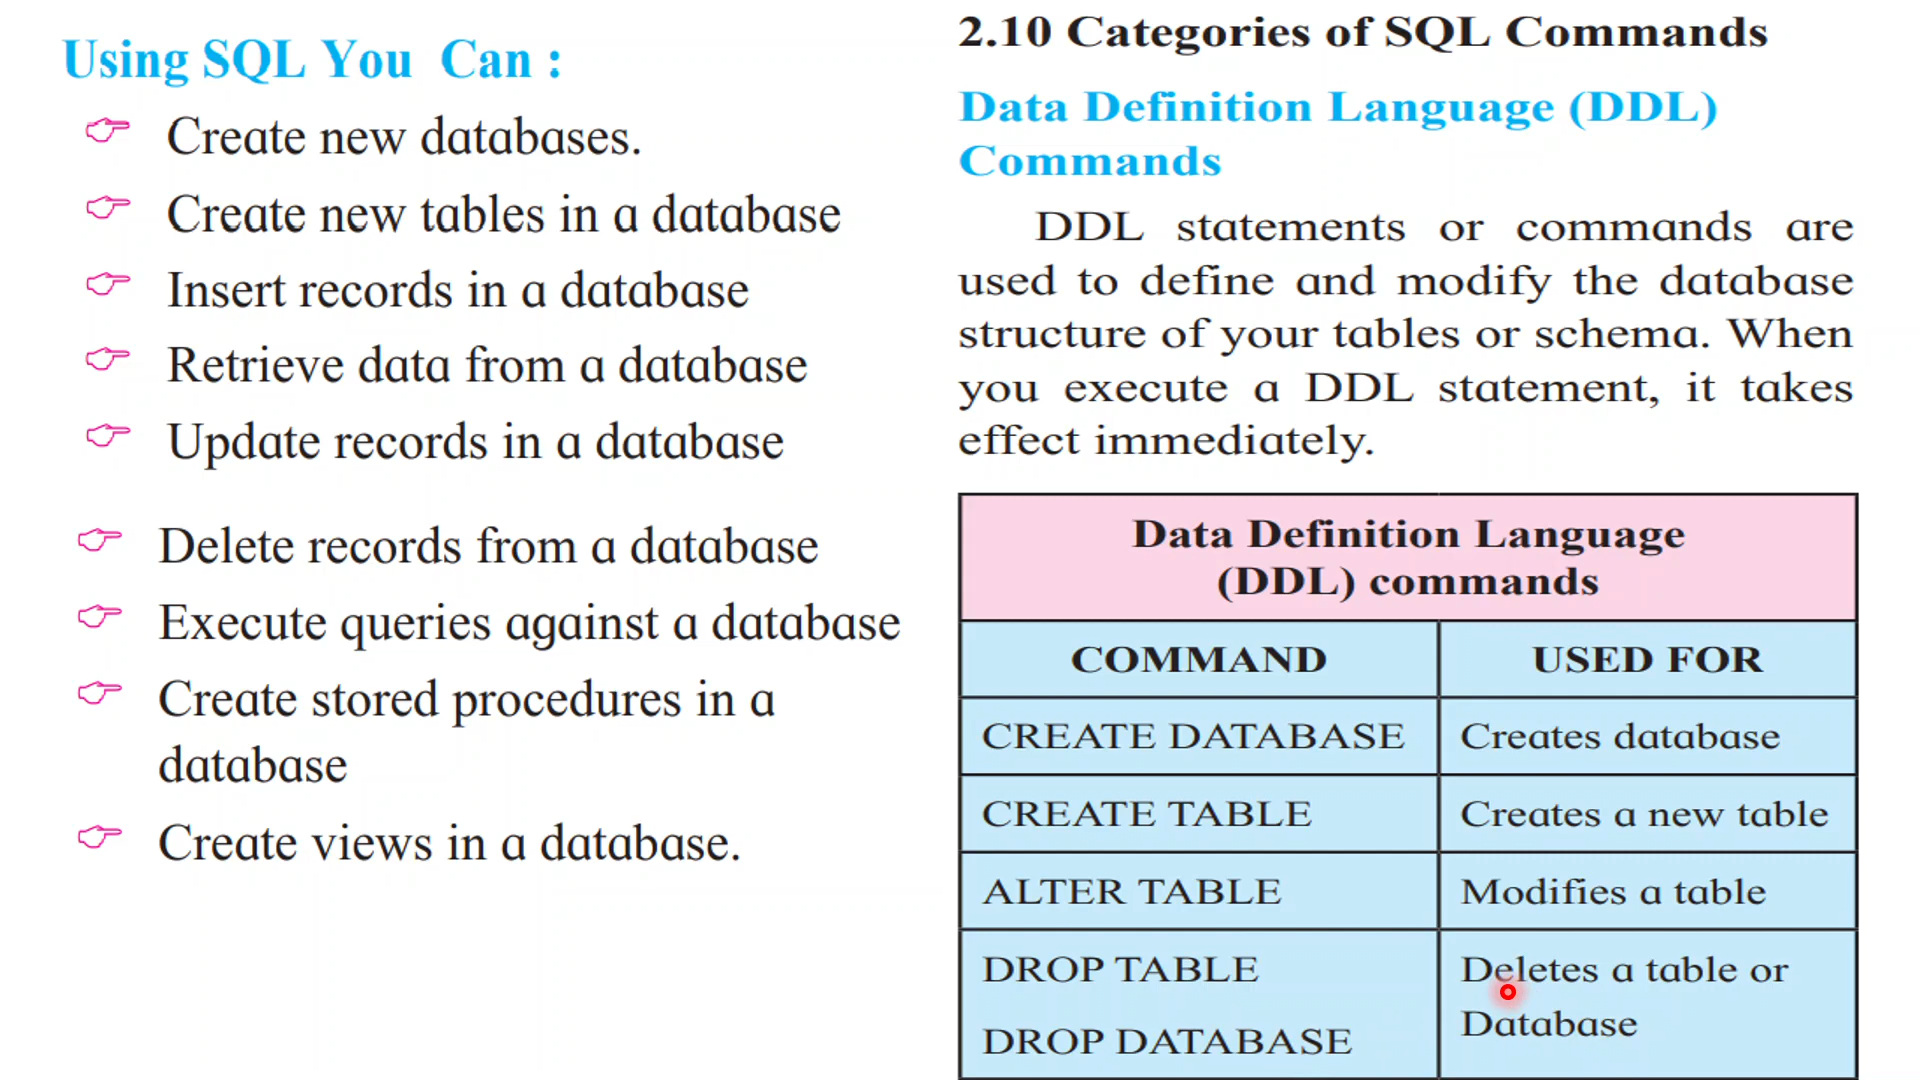 Using SQL You Can :
Create new databases.
Create new tables in a database
Insert records in a database
Retrieve data from a database
Update records in a database
Delete records from a database
Execute queries against a database
Create stored procedures in a
database
Create views in a database.
2.10 Categories of SQL Commands
Data Definition Language (DDL)
Commands
DDL statements or commands are
used to define and modify the database
structure of your tables or schema. When
you execute a DDL statement, it takes
effect immediately.
Data Definition Language
(DDL) commands
COMMAND USED FOR
CREATE DATABASE Creates database
CREATE TABLE Creates a new table
ALTER TABLE Modifies a table
DROP TABLE Deletes a table or
DROP DATABASE Database